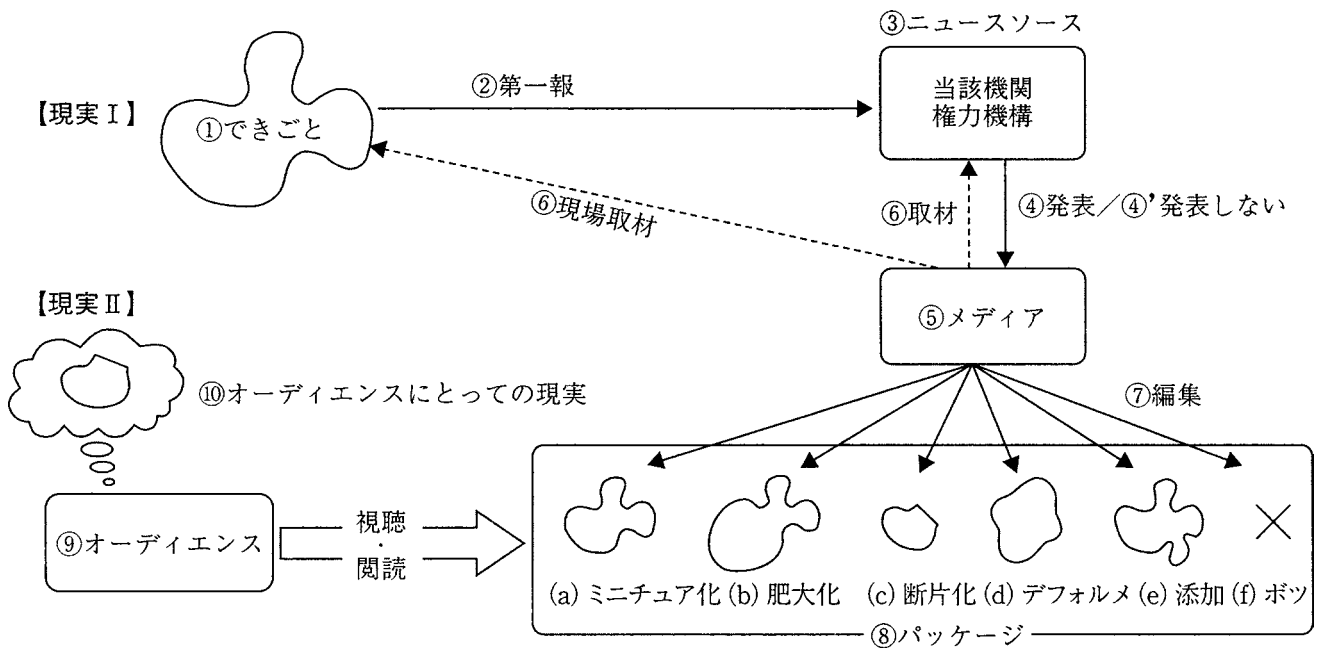 ③ニュースソース
当該機関
権力機構
②第一報
【現実Ⅰ】
①できごと
⑥現場取材
⑥取材
④発表／④’発表しない
【現実Ⅱ】
⑤メディア
⑩オーディエンスにとっての現実
⑦編集
⑨オーディエンス
視聴
・
閲読
(a) ミニチュア化 (b) 肥大化 (c) 断片化 (d) デフォルメ (e) 添加 (f) ボツ
⑧パッケージ